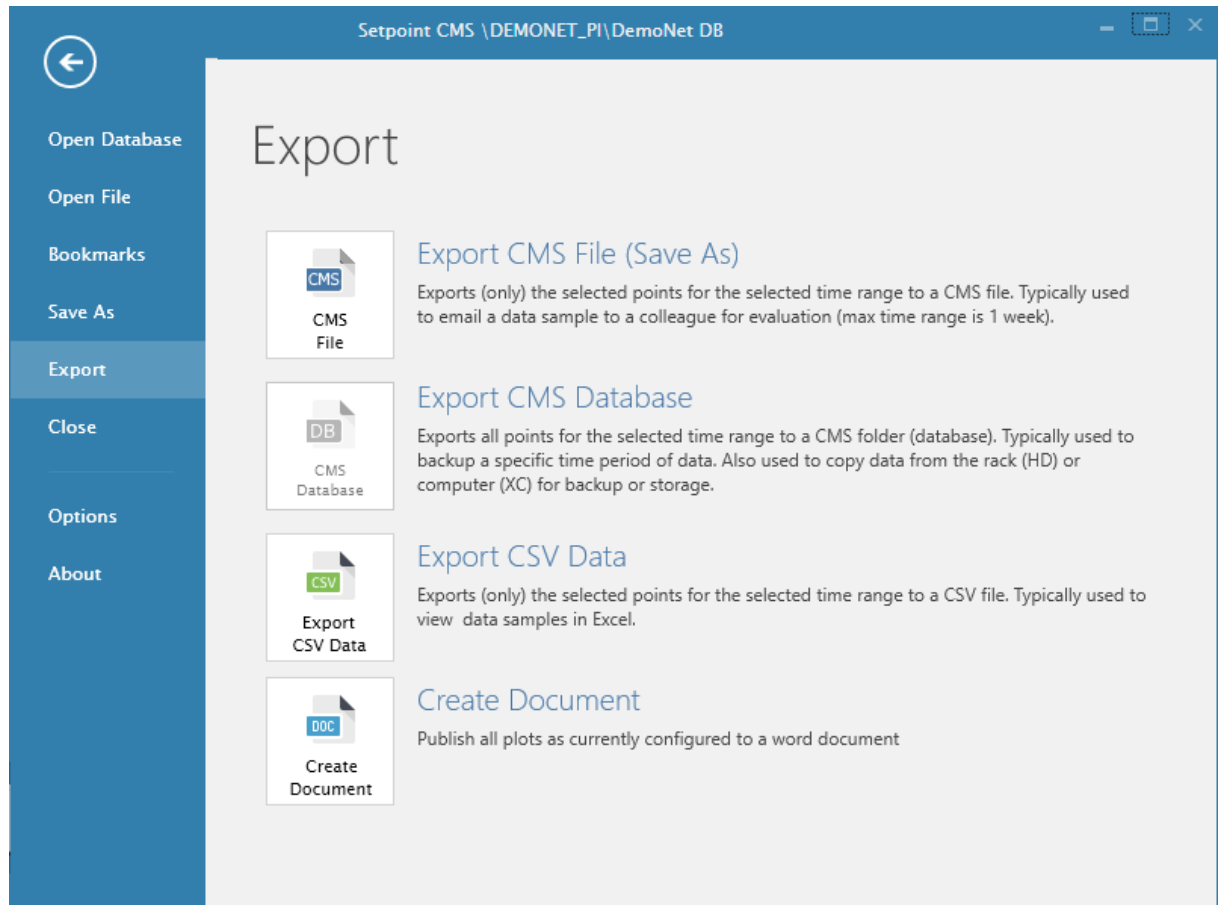 Setpoint CMS \DEMONET_PI\DemoNet DB
Open Database
Open File
Bookmarks
Save As
Export
Close
Options
About
Export
CMS
CMS
File
Export CMS File (Save As)
Exports (only) the selected points for the selected time range to a CMS file. Typically used
to email a data sample to a colleague for evaluation (max time range is 1 week).
DB
CMS
Database
Export CMS Database
Exports all points for the selected time range to a CMS folder (database). Typically used to
backup a specific time period of data. Also used to copy data from the rack (HD) or
computer (XC) for backup or storage.
CSV
Export
CSV Data
Export CSV Data
Exports (only) the selected points for the selected time range to a CSV file. Typically used to
view  data samples in Excel.
DOC
Create
Document
Create Document
Publish all plots as currently configured to a word document